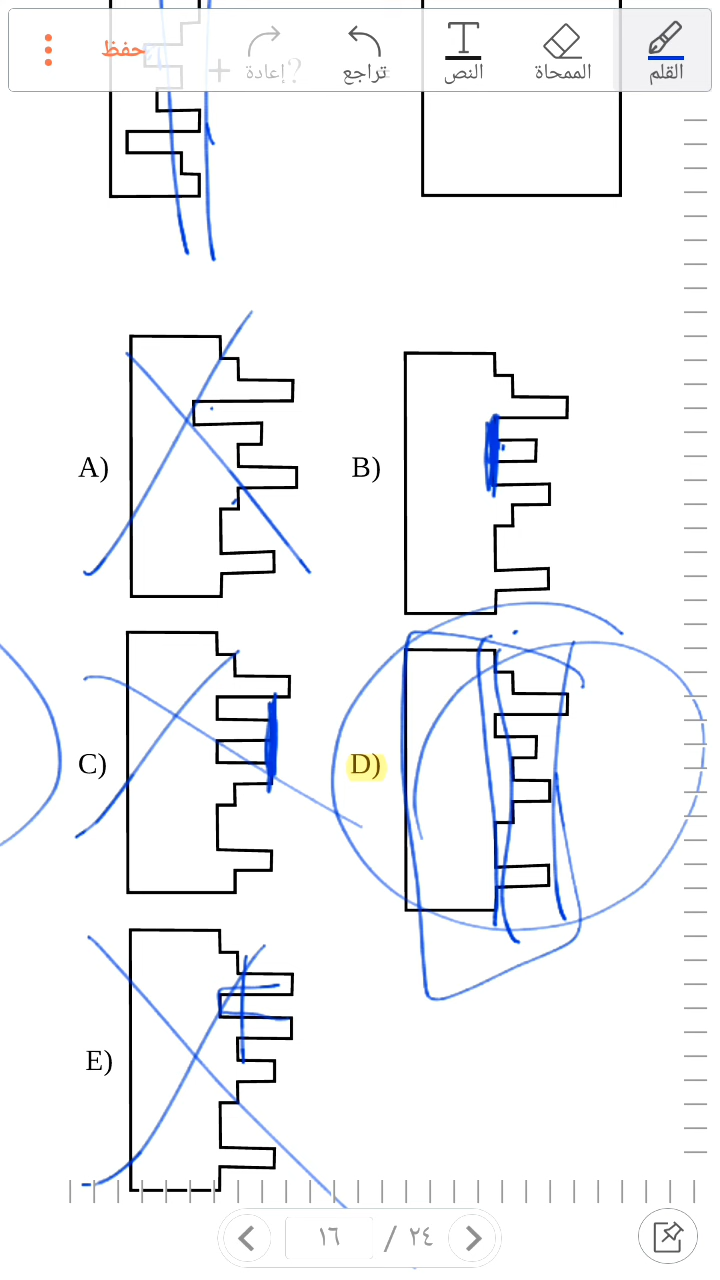 حفظ
إعادة?
تراجع
النص
الممحاة
القلم
A)
B)
C)
D)
E)
١٦ / ٢٤